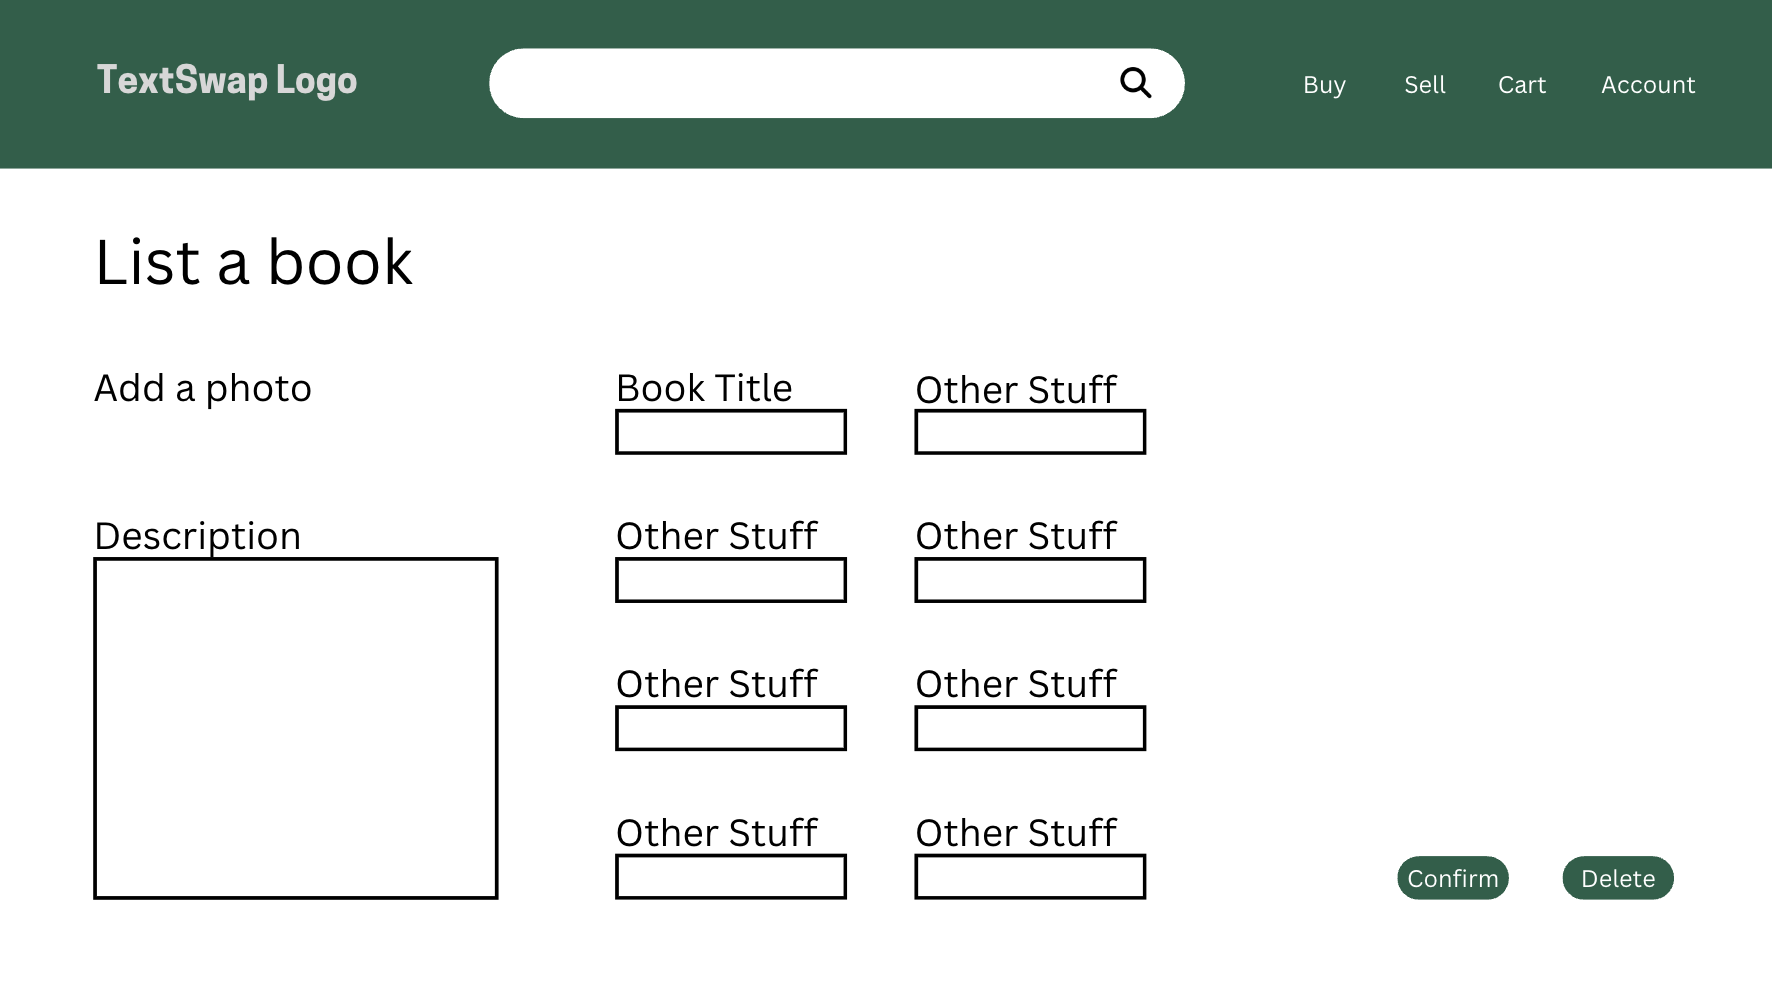 TextSwap Logo
Buy Sell Cart Account
List a book
Add a photo
Book Title
Other Stuff
Description
Other Stuff
Other Stuff
Other Stuff
Other Stuff
Other Stuff
Other Stuff
Confirm
Delete